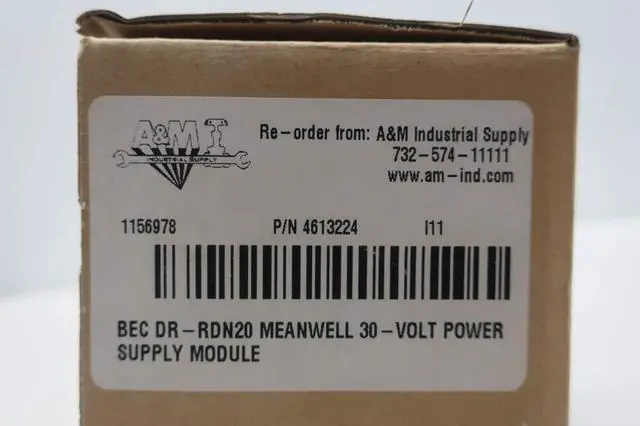 A&M I
INDUSTRIAL SUPPLY
Re-order from: A&M Industrial Supply
732-574-11111
www.am-ind.com
1156978 P/N 4613224 I11
BEC DR-RDN20 MEANWELL 30-VOLT POWER
SUPPLY MODULE